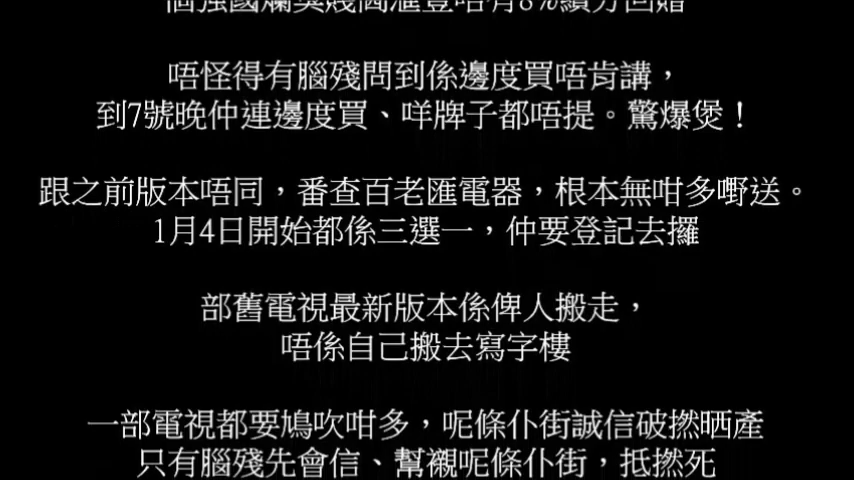 唔怪得有腦殘問到係邊度買唔肯講，
到7號晚仲連邊度買、咩牌子都唔提。驚爆煲！
跟之前版本唔同，番查百老匯電器，根本無咁多嘢送。
1月4日開始都係三選一，仲要登記去攞
部舊電視最新版本係俾人搬走，
唔係自己搬去寫字樓
一部電視都要鳩吹咁多，呢條仆街誠信破撚晒產
只有腦殘先會信、幫襯呢條仆街，抵撚死